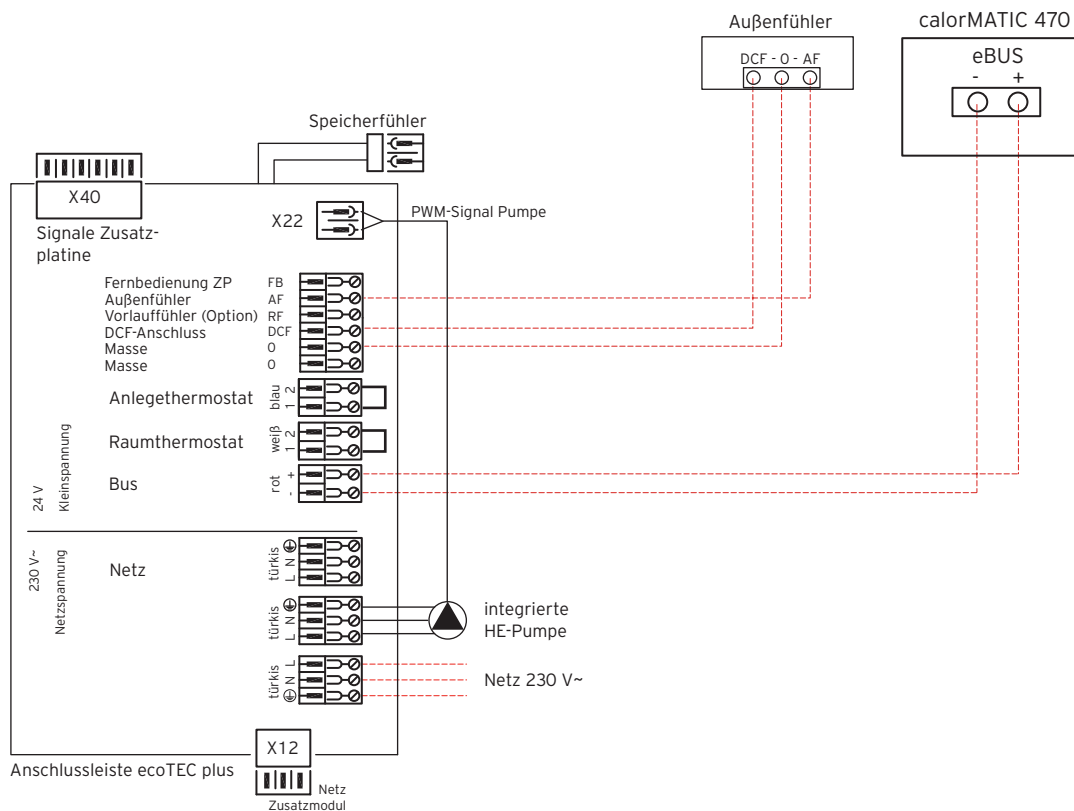 Außenfühler
DCF - O - AF
calorMATIC 470
eBUS
- +
Speicherfühler
X40
Signale Zusatz-
platine
X22
PWM-Signal Pumpe
Fernbedienung ZP FB
Außenfühler AF
Vorlauffühler (Option) RF
DCF-Anschluss DCF
Masse O
Masse O
Anlegethermostat blau 1 2
Raumthermostat weiß 1 2
Bus rot - +
24 V
Kleinspannung
230 V~
Netzspannung
Netz türkis L N
türkis L N
integrierte
HE-Pumpe
türkis N L
Netz 230 V~
X12
Anschlussleiste ecoTEC plus
Netz
Zusatzmodul